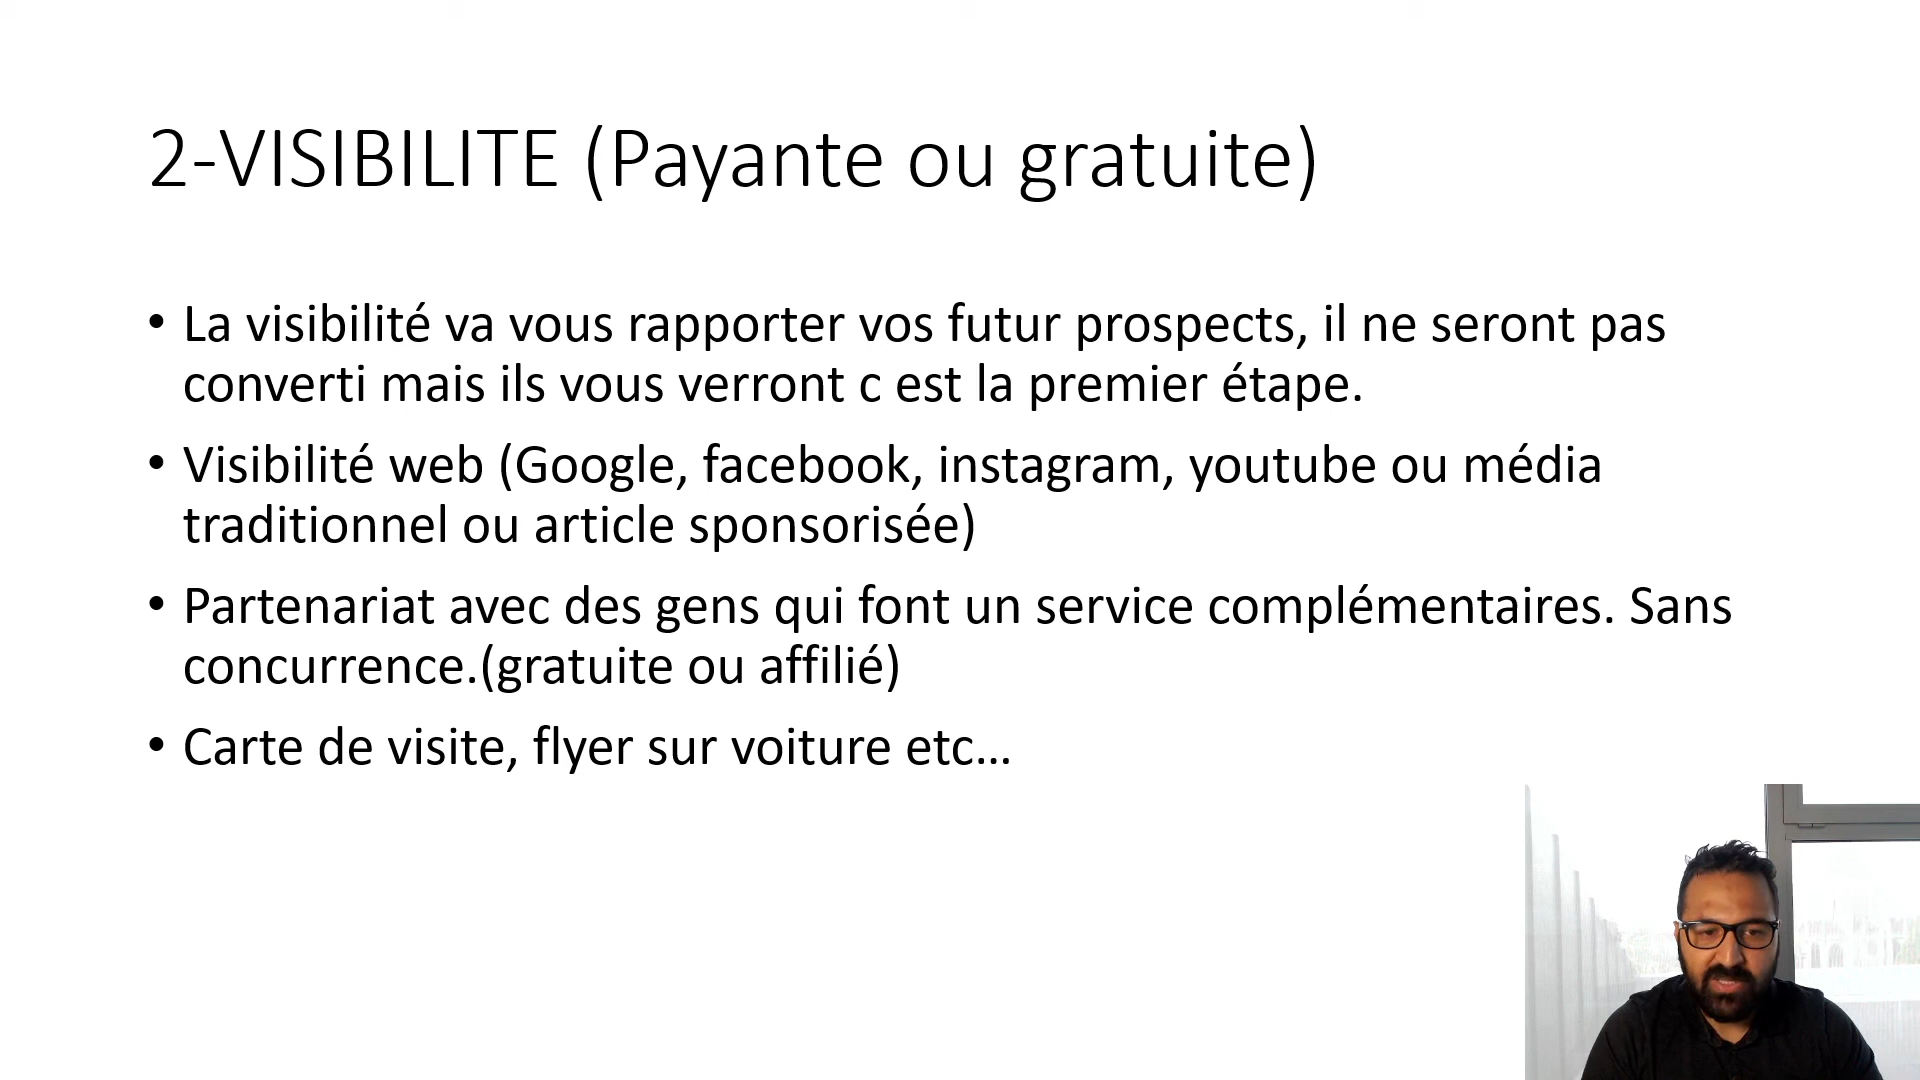 2-VISIBILITE (Payante ou gratuite)
• La visibilité va vous rapporter vos futur prospects, il ne seront pas
converti mais ils vous verront c est la premier étape.
• Visibilité web (Google, facebook, instagram, youtube ou média
traditionnel ou article sponsorisée)
• Partenariat avec des gens qui font un service complémentaires. Sans
concurrence.(gratuite ou affilié)
• Carte de visite, flyer sur voiture etc…